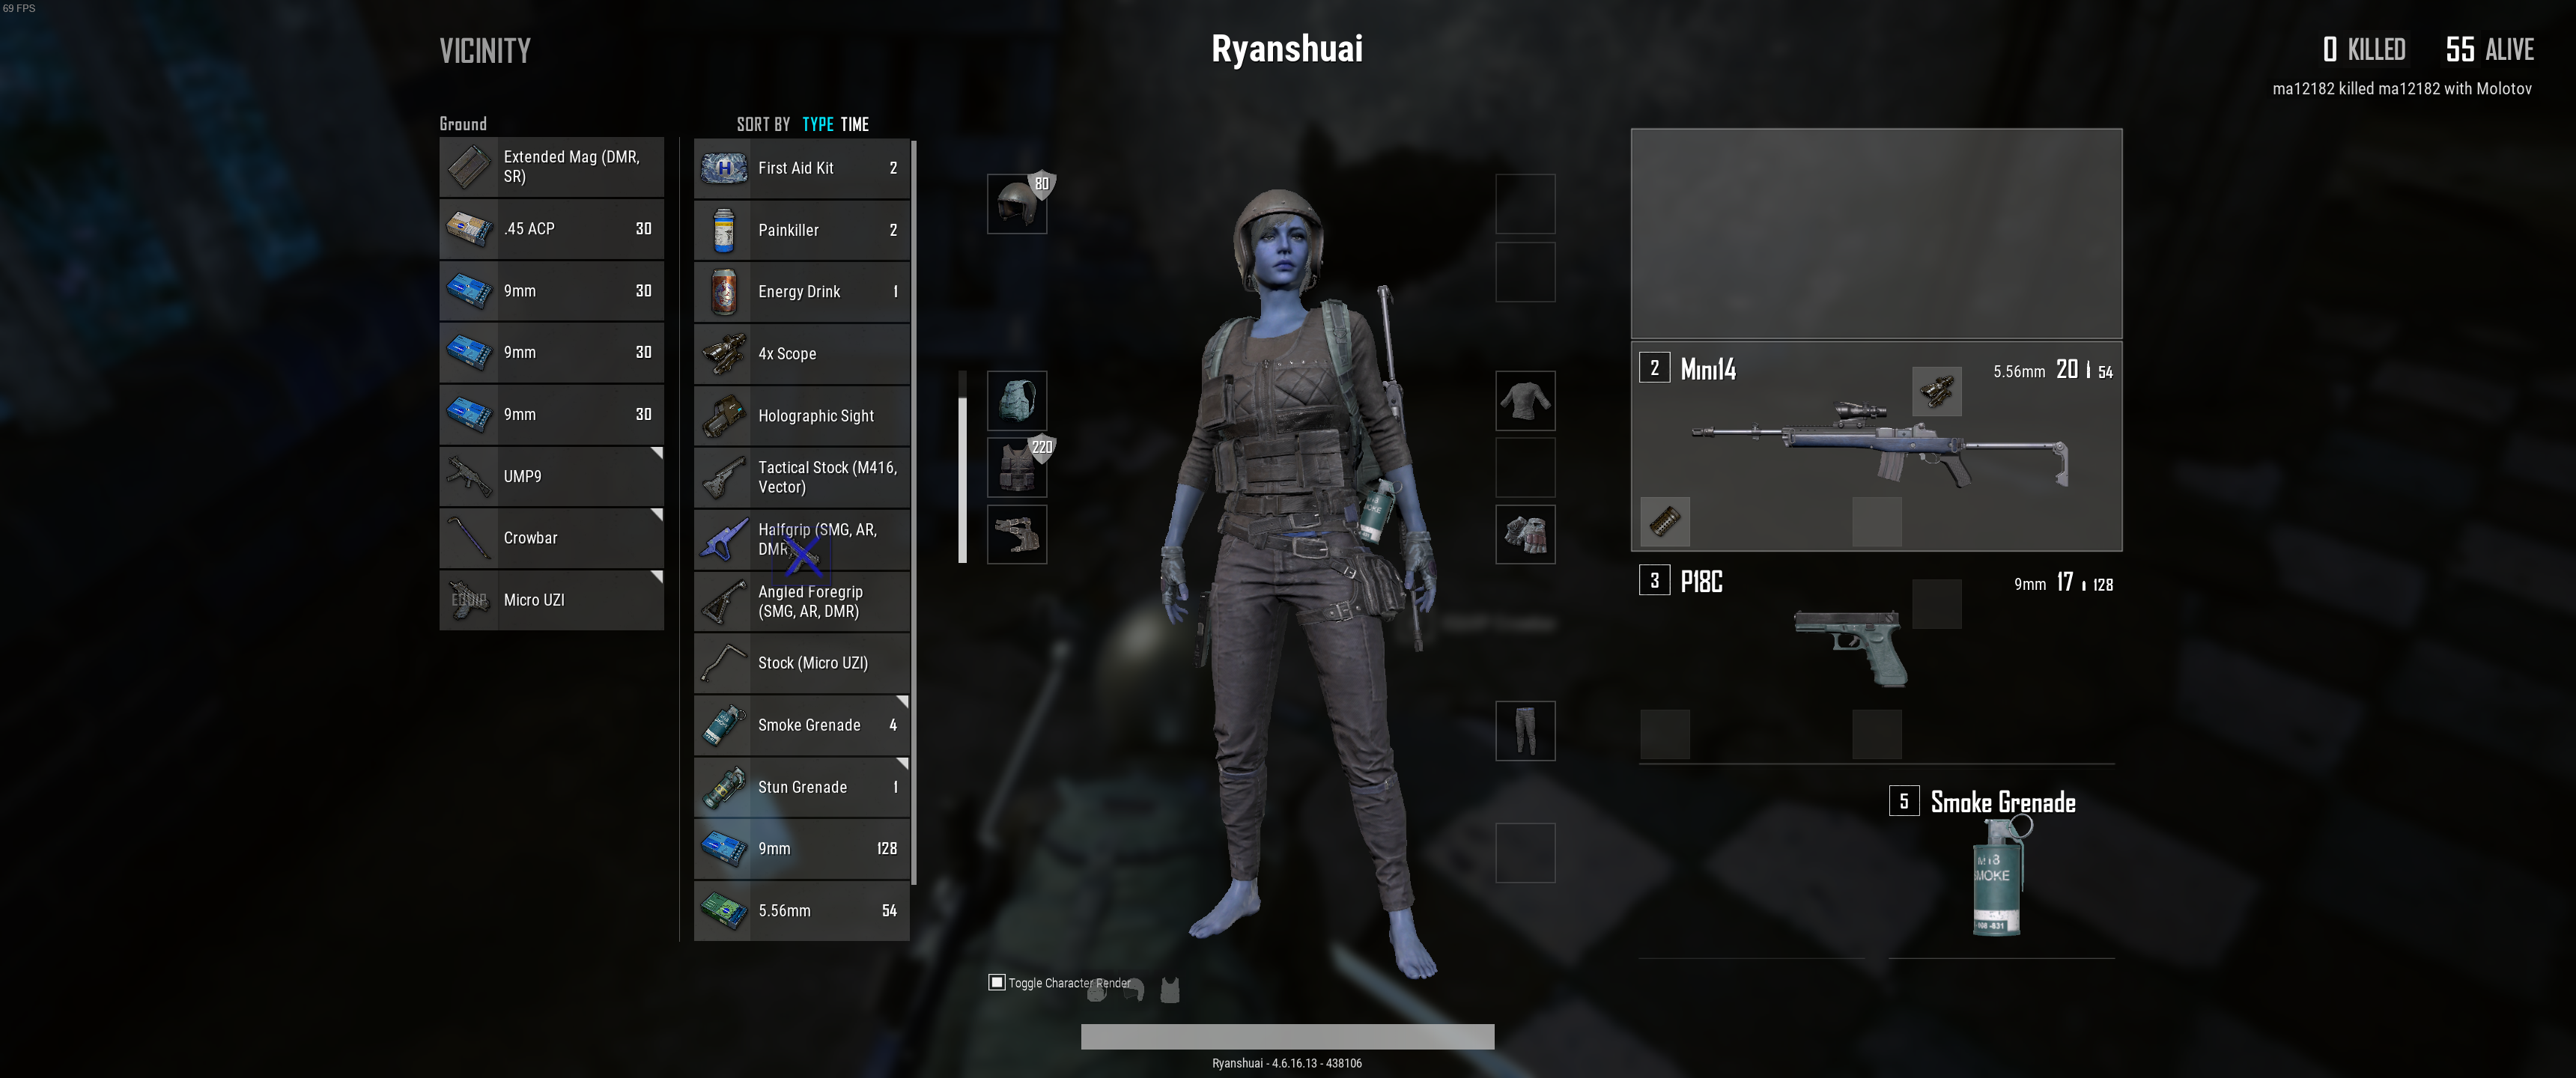 69 FPS
VICINITY
Ryanshuai
0 KILLED 55 ALIVE
ma12182 killed ma12182 with Molotov
Ground
Extended Mag (DMR,
SR)
.45 ACP 30
9mm 30
9mm 30
9mm 30
UMP9
Crowbar
EQUIP
Micro UZI
SORT BY TYPE TIME
H
First Aid Kit 2
Painkiller 2
Energy Drink 1
4x Scope
Holographic Sight
Tactical Stock (M416,
Vector)
Halfgrip (SMG, AR,
DMR)
Angled Foregrip
(SMG, AR, DMR)
Stock (Micro UZI)
Smoke Grenade 4
Stun Grenade 1
9mm 128
5.56mm 54
80
220
SMOKE
Toggle Character Render
2 Mini14 5.56mm 20 54
3 P18C 9mm 17 128
5 Smoke Grenade
M18
SMOKE
Ryanshuai - 4.6.16.13 - 438106